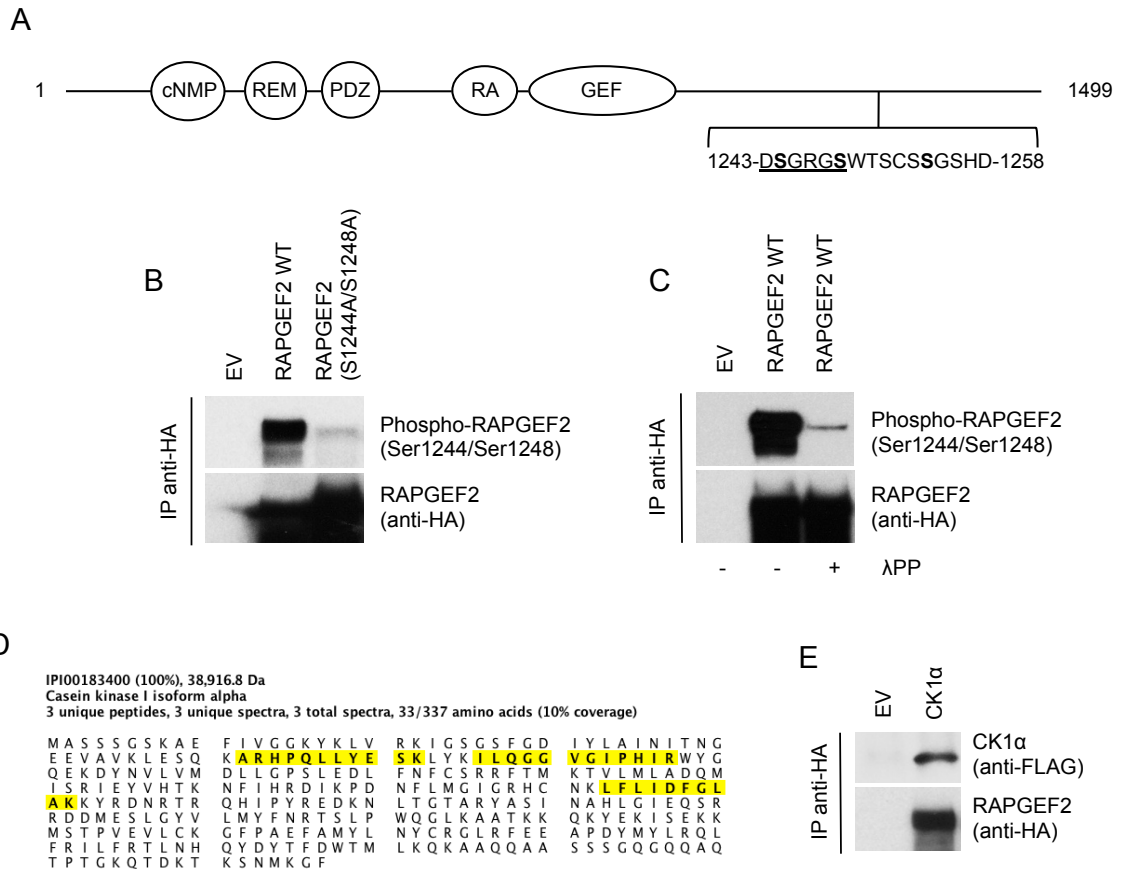 A
1
cNMP
REM
PDZ
RA
GEF
1499
1243-DSGRGSWTSCSSGSHD-1258
B
EV
RAPGEF2 WT
RAPGEF2
(S1244A/S1248A)
IP anti-HA
Phospho-RAPGEF2
(Ser1244/Ser1248)
RAPGEF2
(anti-HA)
C
EV
RAPGEF2 WT
RAPGEF2 WT
IP anti-HA
Phospho-RAPGEF2
(Ser1244/Ser1248)
RAPGEF2
(anti-HA)
- - + λPP
D
IPI00183400 (100%), 38,916.8 Da
Casein kinase I isoform alpha
3 unique peptides, 3 unique spectra, 3 total spectra, 33/337 amino acids (10% coverage)
M A S S S G S K A E F I V G G K Y K L V R K I G S G S F G D I Y L A I N I T N G
E E V A V K L E S Q K A R H P Q L L Y E S K L Y K I L Q G G V G I P H I R W Y G
Q E K D Y N V L V M D L L G P S L E D L F N F C S R R F T M K T V L M L A D Q M
I S R I E Y V H T K N F I H R D I K P D N F L M G I G R H C N K L F L I D F G L
A K K Y R D N R T R Q H I P Y R E D K N L T G T A R Y A S I N A H L G I E Q S R
R D D M E S L G Y V L M Y F N R T S L P W Q G L K A A T K K Q K Y E K I S E K K
M S T P V E V L C K G F P A E F A M Y L N Y C R G L R F E E A P D Y M Y L R Q L
F R I L F R T L N H Q Y D Y T F D W T M L K Q K A A Q Q A A S S S G Q G Q Q A Q
T P T G K Q T D K T K S N M K G F
E
EV
CK1α
IP anti-HA
CK1α
(anti-FLAG)
RAPGEF2
(anti-HA)